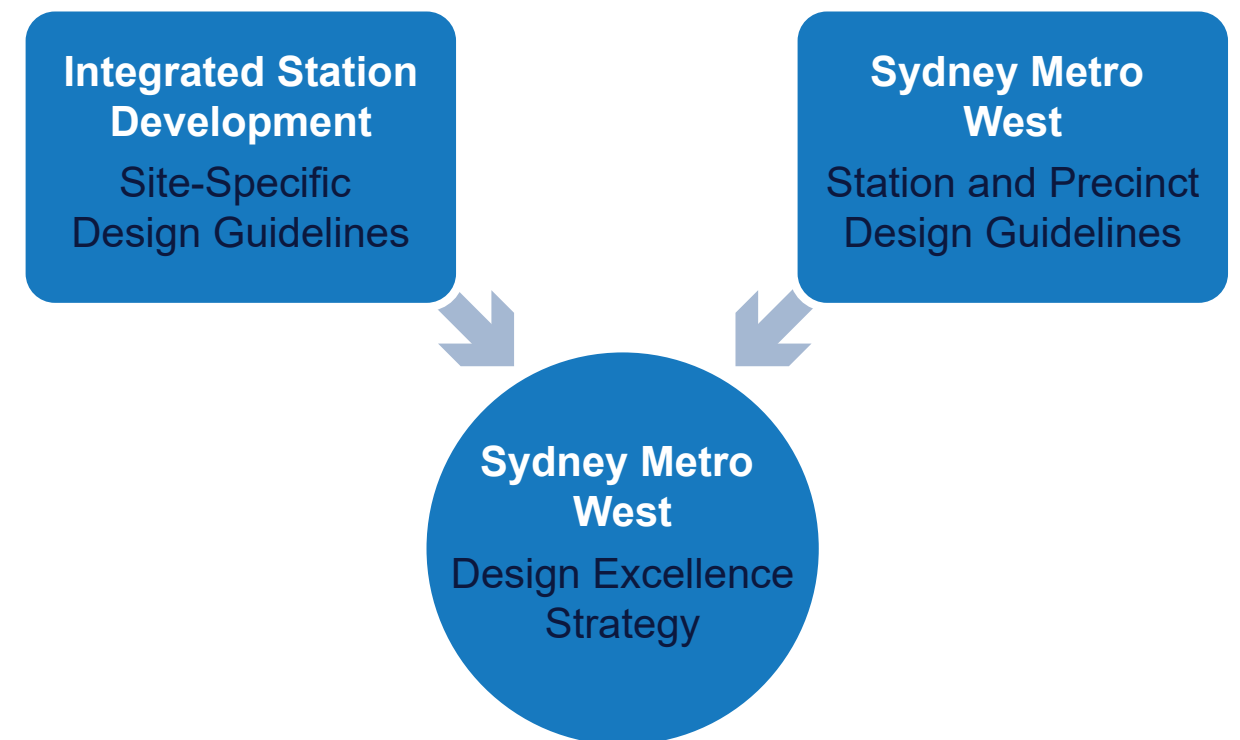 Integrated Station
Development
Site-Specific
Design Guidelines
Sydney Metro
West
Station and Precinct
Design Guidelines
Sydney Metro
West
Design Excellence
Strategy